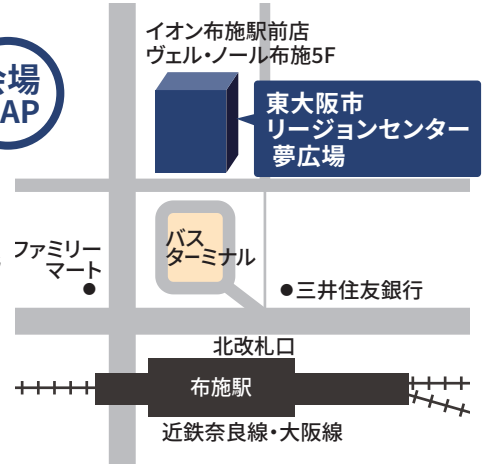 イオン布施駅前店
ヴェル・ノール布施5F
会場
MAP
東大阪市
リージョンセンター
夢広場
バス
ターミナル
ファミリー
マート
三井住友銀行
北改札口
布施駅
近鉄奈良線・大阪線